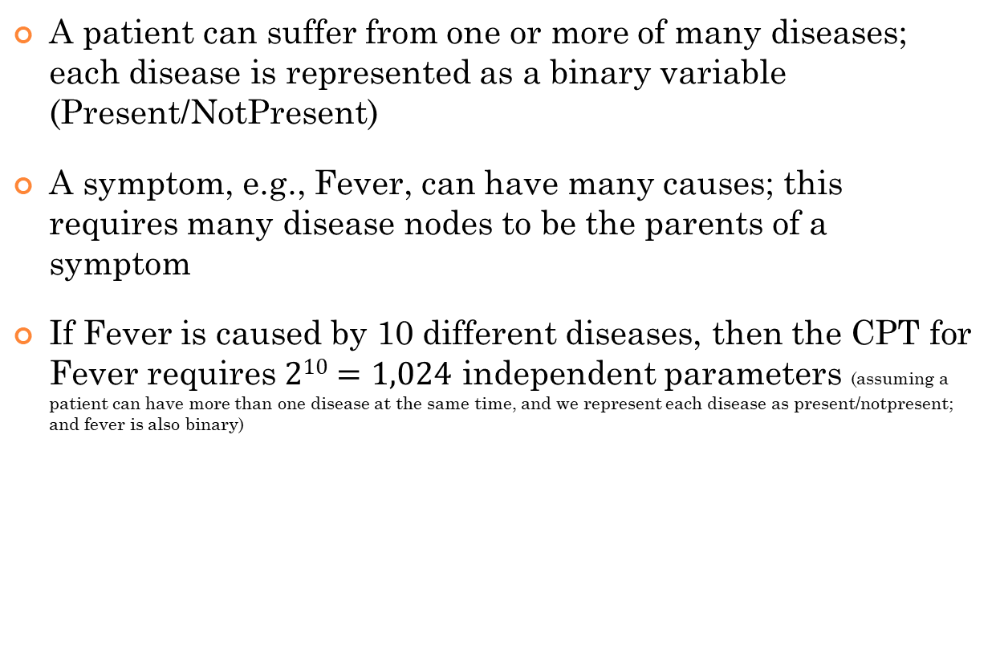 A patient can suffer from one or more of many diseases;
each disease is represented as a binary variable
(Present/NotPresent)
A symptom, e.g., Fever, can have many causes; this
requires many disease nodes to be the parents of a
symptom
If Fever is caused by 10 different diseases, then the CPT for
Fever requires 2¹⁰ = 1,024 independent parameters (assuming a
patient can have more than one disease at the same time, and we represent each disease as present/notpresent;
and fever is also binary)